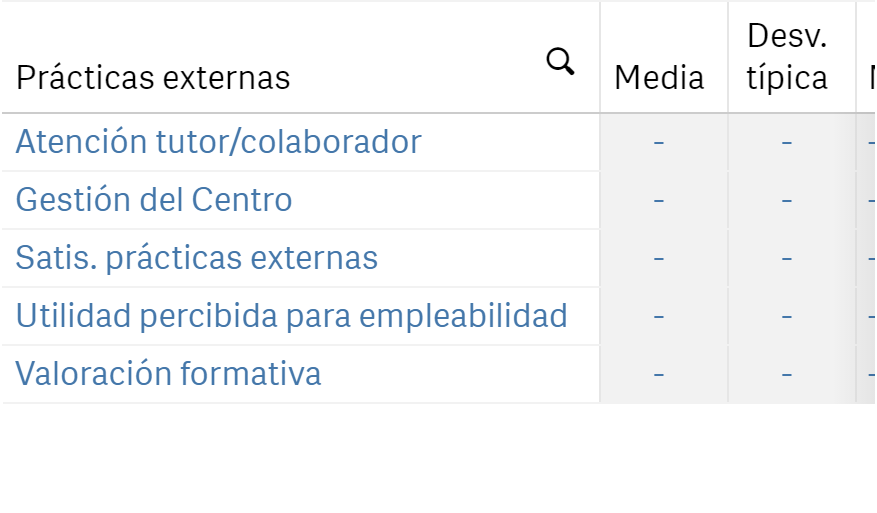 Prácticas externas Media Desv. típica
Atención tutor/colaborador - - -
Gestión del Centro - - -
Satis. prácticas externas - - -
Utilidad percibida para empleabilidad - - -
Valoración formativa - - -